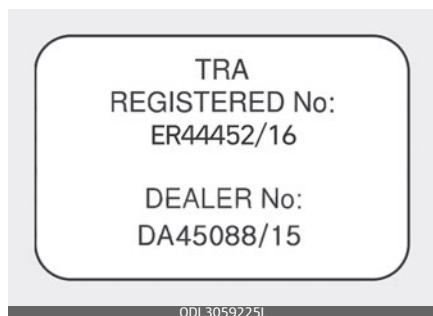 TRA
REGISTERED No:
ER44452/16
DEALER No:
DA45088/15
ODL3059225L